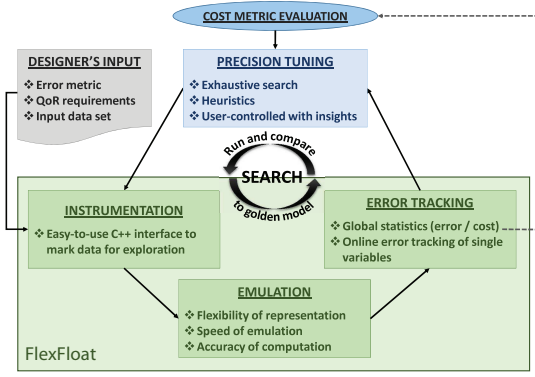 COST METRIC EVALUATION
DESIGNER'S INPUT
❖ Error metric
❖ QoR requirements
❖ Input data set
PRECISION TUNING
❖ Exhaustive search
❖ Heuristics
❖ User-controlled with insights
Run and compare
SEARCH
to golden model
INSTRUMENTATION
❖ Easy-to-use C++ interface to
mark data for exploration
ERROR TRACKING
❖ Global statistics (error / cost)
❖ Online error tracking of single
variables
EMULATION
❖ Flexibility of representation
❖ Speed of emulation
❖ Accuracy of computation
FlexFloat